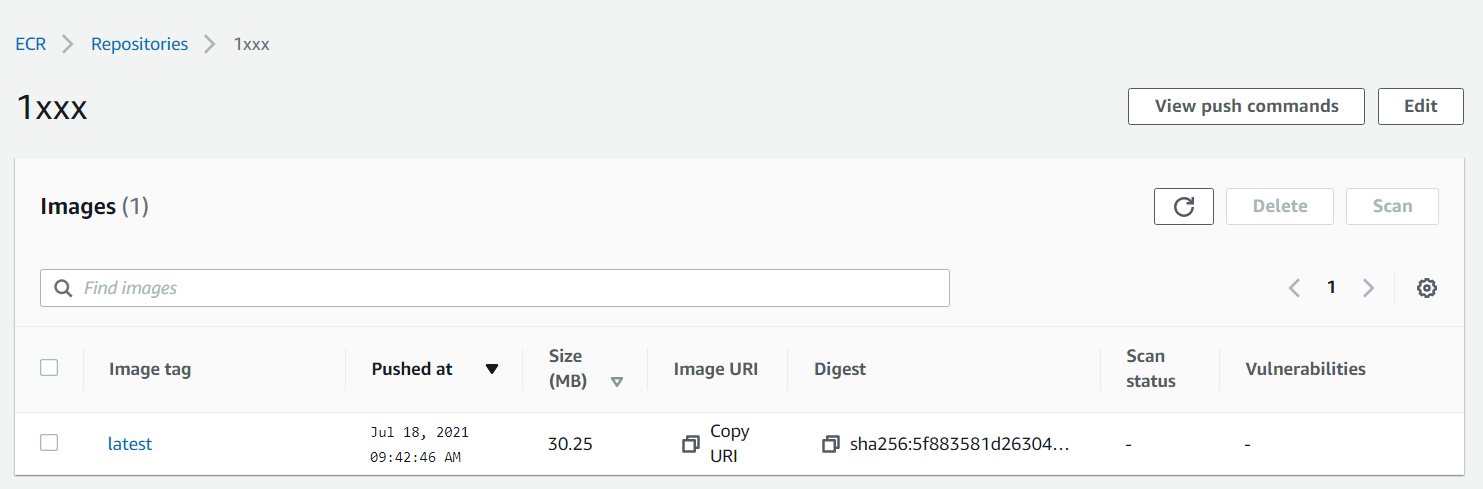 ECR Repositories 1xxx
1xxx
View push commands Edit
Images (1)
Delete Scan
Find images
1
Image tag Pushed at Size (MB) Image URI Digest Scan status Vulnerabilities
latest Jul 18, 2021 09:42:46 AM 30.25 Copy URI sha256:5f883581d26304... - -